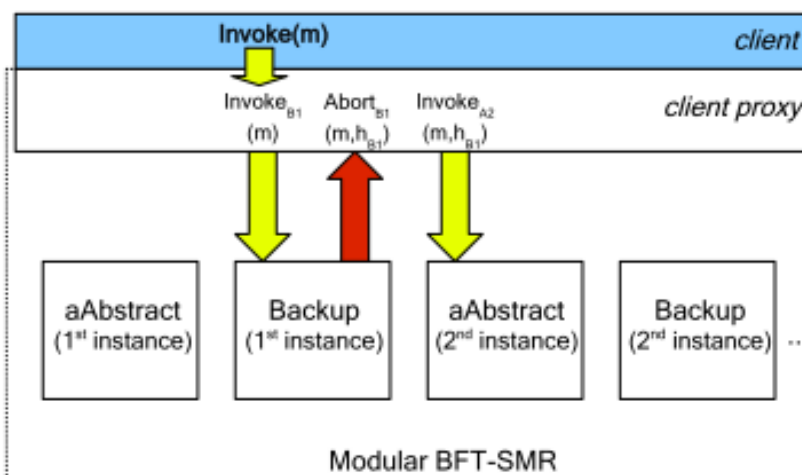 Invoke(m)
client
Invoke_B1 Abort_B1 Invoke_A2
client proxy
(m) (m,h_B1) (m,h_B1)
aAbstract Backup aAbstract Backup
(1st instance) (1st instance) (2nd instance) (2nd instance) ...
Modular BFT-SMR